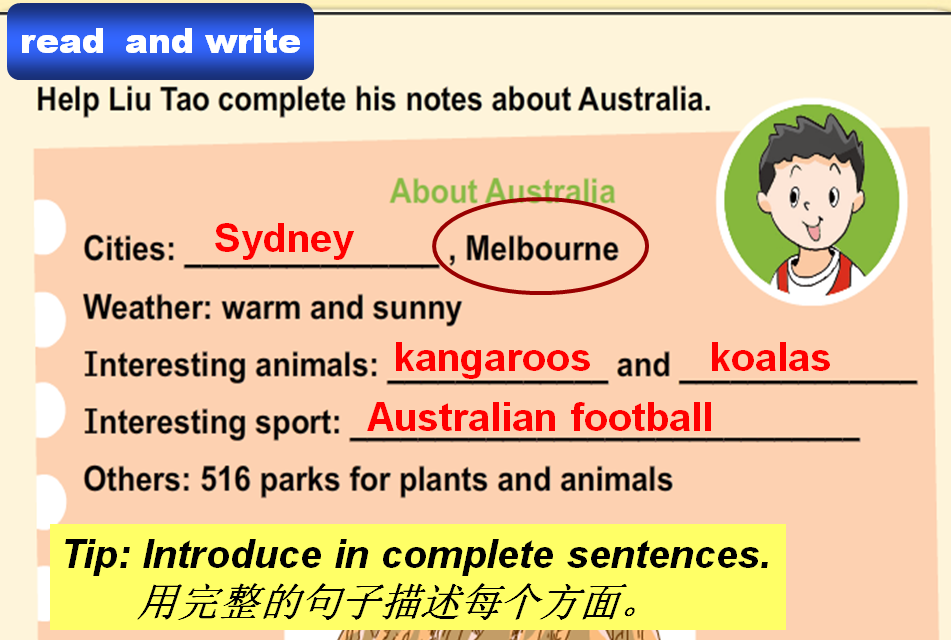 read and write
Help Liu Tao complete his notes about Australia.
About Australia
Cities: Sydney , Melbourne
Weather: warm and sunny
Interesting animals: kangaroos and koalas
Interesting sport: Australian football
Others: 516 parks for plants and animals
Tip: Introduce in complete sentences.
用完整的句子描述每个方面。